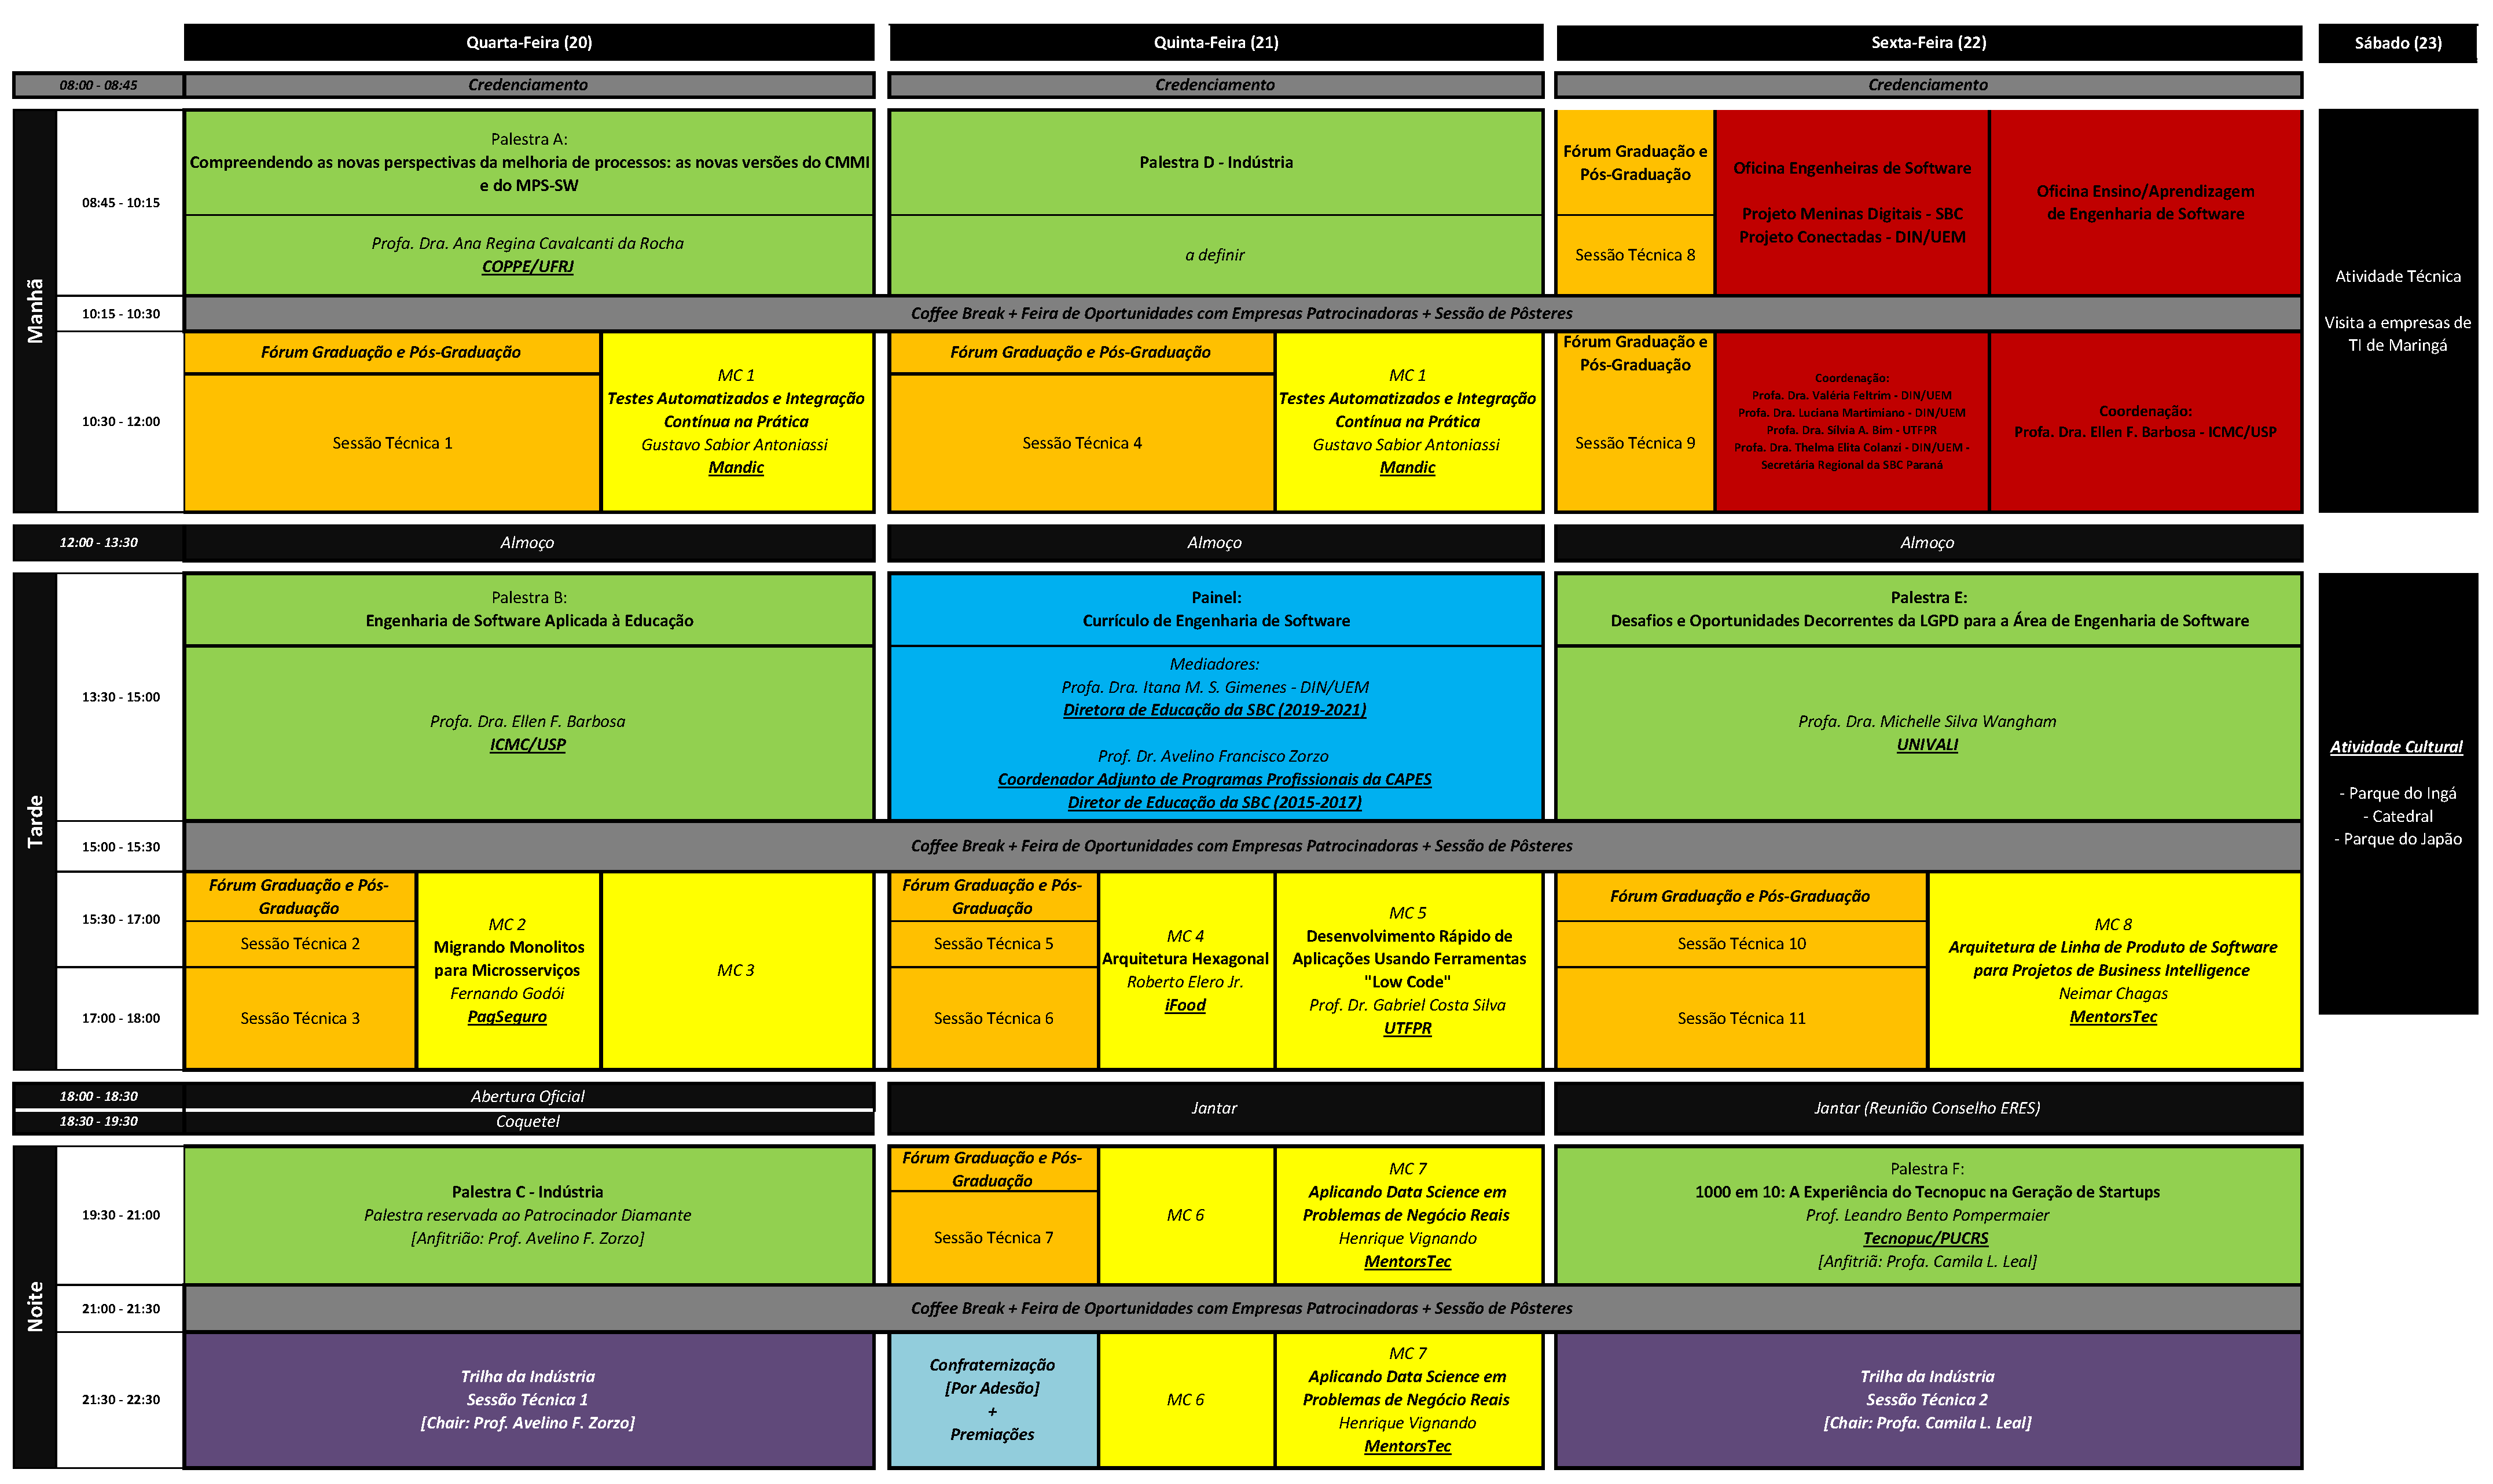 Quarta-Feira (20)
Quinta-Feira (21)
Sexta-Feira (22)
Sábado (23)
08:00 - 08:45
Credenciamento
Credenciamento
Credenciamento
Manhã
08:45 - 10:15
Palestra A:
Compreendendo as novas perspectivas da melhoria de processos: as novas versões do CMMI
e do MPS-SW
Profa. Dra. Ana Regina Cavalcanti da Rocha
COPPE/UFRJ
Palestra D - Indústria
a definir
Fórum Graduação e
Pós-Graduação
Sessão Técnica 8
Oficina Engenheiras de Software
Projeto Meninas Digitais - SBC
Projeto Conectadas - DIN/UEM
Oficina Ensino/Aprendizagem
de Engenharia de Software
Atividade Técnica
Visita a empresas de
TI de Maringá
10:15 - 10:30
Coffee Break + Feira de Oportunidades com Empresas Patrocinadoras + Sessão de Pôsteres
10:30 - 12:00
Fórum Graduação e Pós-Graduação
Sessão Técnica 1
MC 1
Testes Automatizados e Integração
Contínua na Prática
Gustavo Sabior Antoniassi
Mandic
Fórum Graduação e Pós-Graduação
Sessão Técnica 4
MC 1
Testes Automatizados e Integração
Contínua na Prática
Gustavo Sabior Antoniassi
Mandic
Fórum Graduação e
Pós-Graduação
Sessão Técnica 9
Coordenação:
Profa. Dra. Valéria Feltrim - DIN/UEM
Profa. Dra. Luciana Martimiano - DIN/UEM
Profa. Dra. Sílvia A. Bim - UTFPR
Profa. Dra. Thelma Elita Colanzi - DIN/UEM -
Secretária Regional da SBC Paraná
Coordenação:
Profa. Dra. Ellen F. Barbosa - ICMC/USP
12:00 - 13:30
Almoço
Almoço
Almoço
Tarde
13:30 - 15:00
Palestra B:
Engenharia de Software Aplicada à Educação
Profa. Dra. Ellen F. Barbosa
ICMC/USP
Painel:
Currículo de Engenharia de Software
Mediadores:
Profa. Dra. Itana M. S. Gimenes - DIN/UEM
Diretora de Educação da SBC (2019-2021)
Prof. Dr. Avelino Francisco Zorzo
Coordenador Adjunto de Programas Profissionais da CAPES
Diretor de Educação da SBC (2015-2017)
Palestra E:
Desafios e Oportunidades Decorrentes da LGPD para a Área de Engenharia de Software
Profa. Dra. Michelle Silva Wangham
UNIVALI
Atividade Cultural
- Parque do Ingá
- Catedral
- Parque do Japão
15:00 - 15:30
Coffee Break + Feira de Oportunidades com Empresas Patrocinadoras + Sessão de Pôsteres
15:30 - 17:00
17:00 - 18:00
Fórum Graduação e Pós-
Graduação
Sessão Técnica 2
Sessão Técnica 3
MC 2
Migrando Monolitos
para Microsserviços
Fernando Godói
PagSeguro
MC 3
Fórum Graduação e Pós-
Graduação
Sessão Técnica 5
Sessão Técnica 6
MC 4
Arquitetura Hexagonal
Roberto Elero Jr.
iFood
MC 5
Desenvolvimento Rápido de
Aplicações Usando Ferramentas
"Low Code"
Prof. Dr. Gabriel Costa Silva
UTFPR
Fórum Graduação e Pós-Graduação
Sessão Técnica 10
Sessão Técnica 11
MC 8
Arquitetura de Linha de Produto de Software
para Projetos de Business Intelligence
Neimar Chagas
MentorsTec
18:00 - 18:30
Abertura Oficial
18:30 - 19:30
Coquetel
Jantar
Jantar (Reunião Conselho ERES)
Noite
19:30 - 21:00
Palestra C - Indústria
Palestra reservada ao Patrocinador Diamante
[Anfitrião: Prof. Avelino F. Zorzo]
Fórum Graduação e Pós-
Graduação
Sessão Técnica 7
MC 6
MC 7
Aplicando Data Science em
Problemas de Negócio Reais
Henrique Vignando
MentorsTec
Palestra F:
1000 em 10: A Experiência do Tecnopuc na Geração de Startups
Prof. Leandro Bento Pompermaier
Tecnopuc/PUCRS
[Anfitriã: Profa. Camila L. Leal]
21:00 - 21:30
Coffee Break + Feira de Oportunidades com Empresas Patrocinadoras + Sessão de Pôsteres
21:30 - 22:30
Trilha da Indústria
Sessão Técnica 1
[Chair: Prof. Avelino F. Zorzo]
Confraternização
[Por Adesão]
+
Premiações
MC 6
MC 7
Aplicando Data Science em
Problemas de Negócio Reais
Henrique Vignando
MentorsTec
Trilha da Indústria
Sessão Técnica 2
[Chair: Profa. Camila L. Leal]